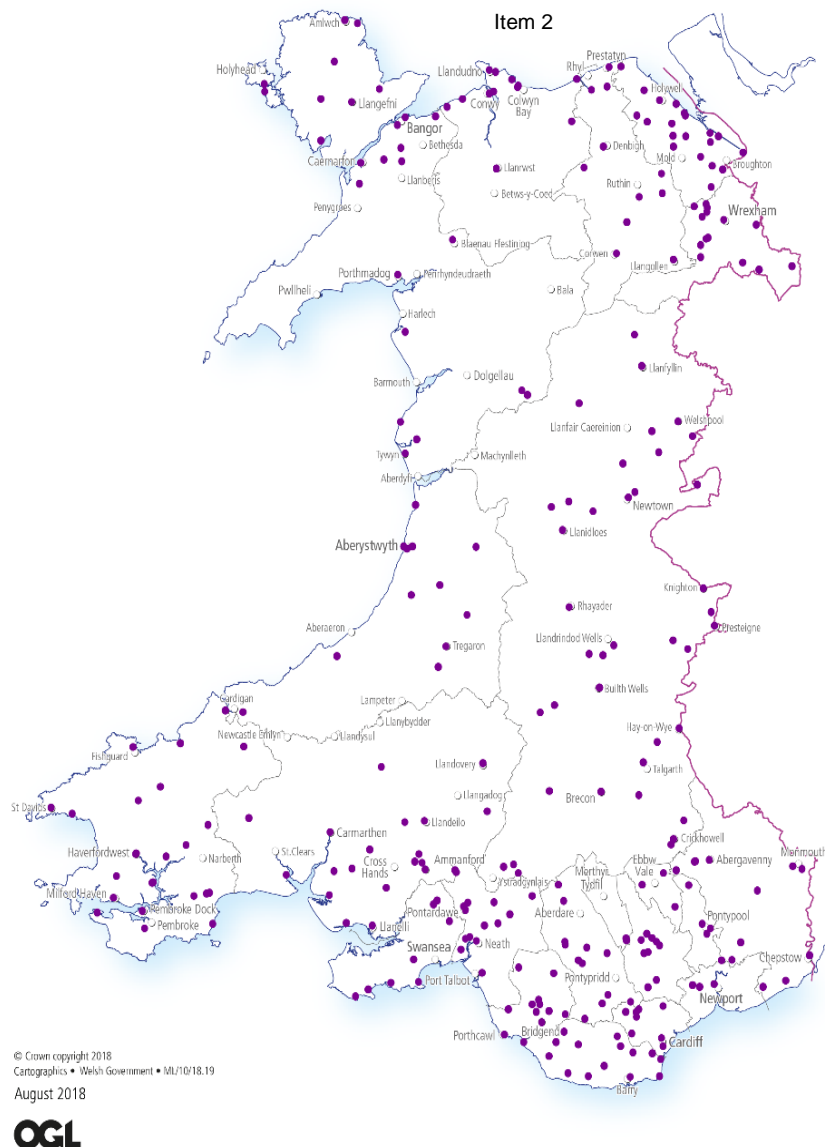 Item 2
Amlwch
Prestatyn
Holyhead
Llandudno
Rhyl
Holywell
Llangefni
Conwy
Colwyn
Bay
Bangor
Bethesda
Denbigh
Mold
Broughton
Caernarfon
Llanberis
Llanrwst
Ruthin
Betws-y-Coed
Penygroes
Wrexham
Blaenau Ffestiniog
Corwen
Llangollen
Porthmadog
Penrhyndeudraeth
Pwllheli
Bala
Harlech
Llanfyllin
Barmouth
Dolgellau
Llanfair Caereinion
Welshpool
Tywyn
Machynlleth
Aberdyfi
Newtown
Llanidloes
Aberystwyth
Knighton
Rhayader
Aberaeron
Presteigne
Llandrindod Wells
Tregaron
Builth Wells
Cardigan
Lampeter
Llanybydder
Hay-on-Wye
Newcastle Emlyn
Llandysul
Fishguard
Llandovery
Talgarth
St Davids
Llangadog
Brecon
Llandeilo
Carmarthen
Crickhowell
Haverfordwest
Narberth
St.Clears
Cross
Hands
Ammanford
Merthyr
Tydfil
Ebbw
Vale
Abergavenny
Monmouth
Ystradgynlais
Milford Haven
Pembroke Dock
Pembroke
Pontardawe
Aberdare
Pontypool
Llanelli
Swansea
Neath
Chepstow
Port Talbot
Pontypridd
Newport
Porthcawl
Bridgend
Cardiff
Barry
© Crown copyright 2018
Cartographics • Welsh Government • ML/10/18.19
August 2018
OGL